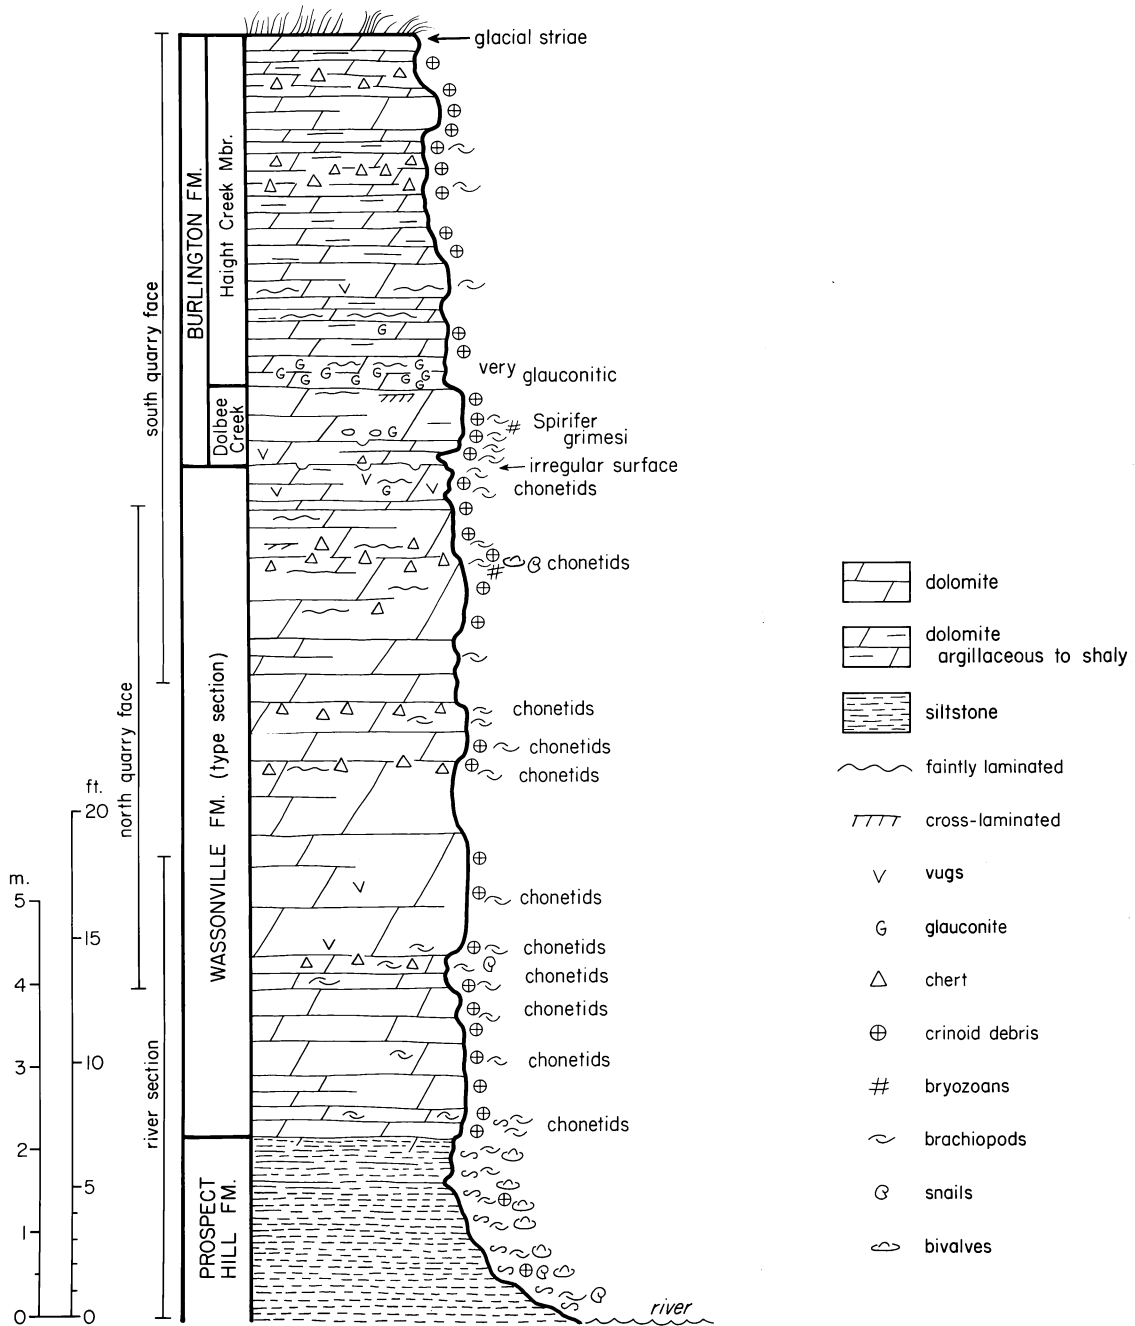 glacial striae
BURLINGTON FM.
Haight Creek Mbr.
south quarry face
G
G G
G G G G
G G G G
very glauconitic
Dolbee
Creek
G
Spirifer
grimesi
irregular surface
G
chonetids
chonetids
WASSONVILLE FM. (type section)
north quarry face
chonetids
chonetids
chonetids
chonetids
chonetids
chonetids
chonetids
chonetids
chonetids
river section
PROSPECT
HILL FM.
river
ft.
20
15
10
5
0
m.
5
4
3
2
1
0
dolomite
dolomite
argillaceous to shaly
siltstone
faintly laminated
cross-laminated
vugs
G glauconite
chert
crinoid debris
bryozoans
brachiopods
snails
bivalves